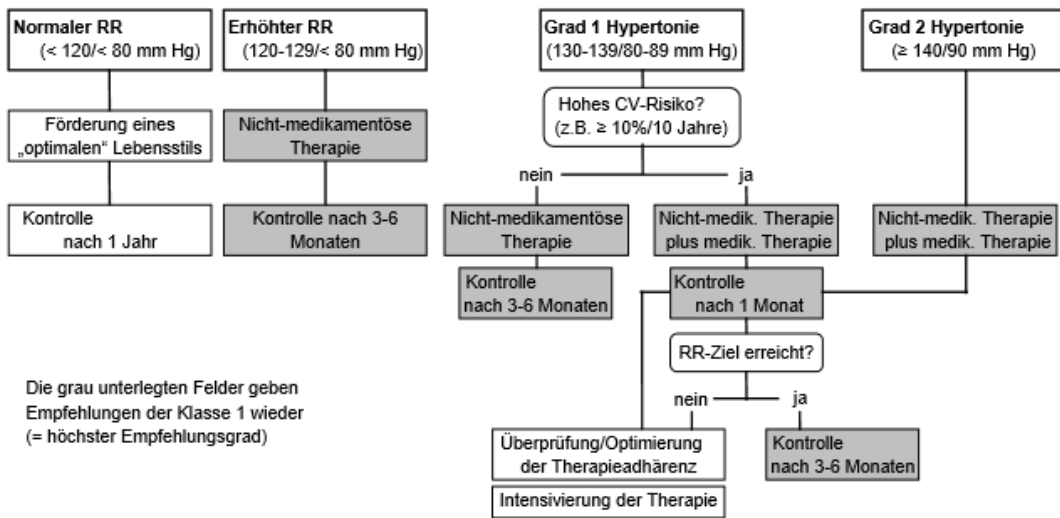 Normaler RR
(< 120/< 80 mm Hg)
Erhöhter RR
(120-129/< 80 mm Hg)
Grad 1 Hypertonie
(130-139/80-89 mm Hg)
Grad 2 Hypertonie
(≥ 140/90 mm Hg)
Hohes CV-Risiko?
(z.B. ≥ 10%/10 Jahre)
Förderung eines
„optimalen“ Lebensstils
Nicht-medikamentöse
Therapie
nein
ja
Kontrolle
nach 1 Jahr
Kontrolle nach 3-6
Monaten
Nicht-medikamentöse
Therapie
Nicht-medik. Therapie
plus medik. Therapie
Nicht-medik. Therapie
plus medik. Therapie
Kontrolle
nach 3-6 Monaten
Kontrolle
nach 1 Monat
RR-Ziel erreicht?
Die grau unterlegten Felder geben
Empfehlungen der Klasse 1 wieder
(= höchster Empfehlungsgrad)
nein
ja
Überprüfung/Optimierung
der Therapieadhärenz
Kontrolle
nach 3-6 Monaten
Intensivierung der Therapie